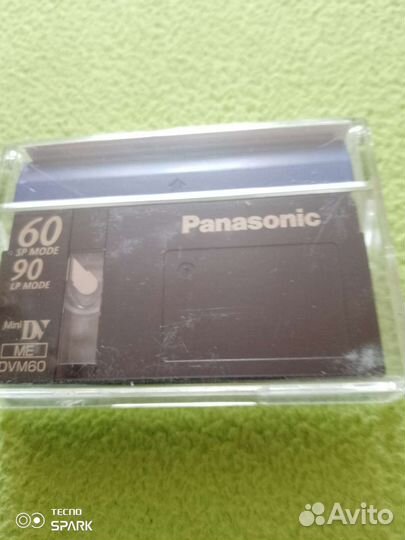 Panasonic
60
SP MODE
90
LP MODE
Mini DV
ME
DVM60
TECNO
SPARK
Avito